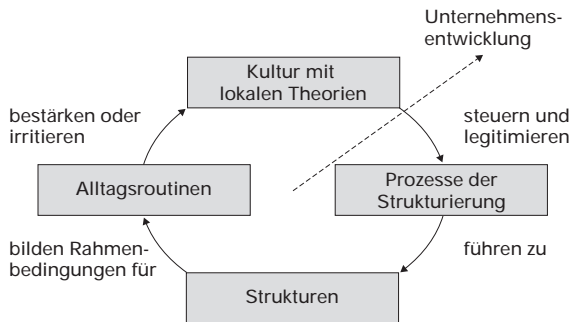 Unternehmens-
entwicklung
Kultur mit
lokalen Theorien
bestärken oder
irritieren
steuern und
legitimieren
Alltagsroutinen
Prozesse der
Strukturierung
bilden Rahmen-
bedingungen für
führen zu
Strukturen